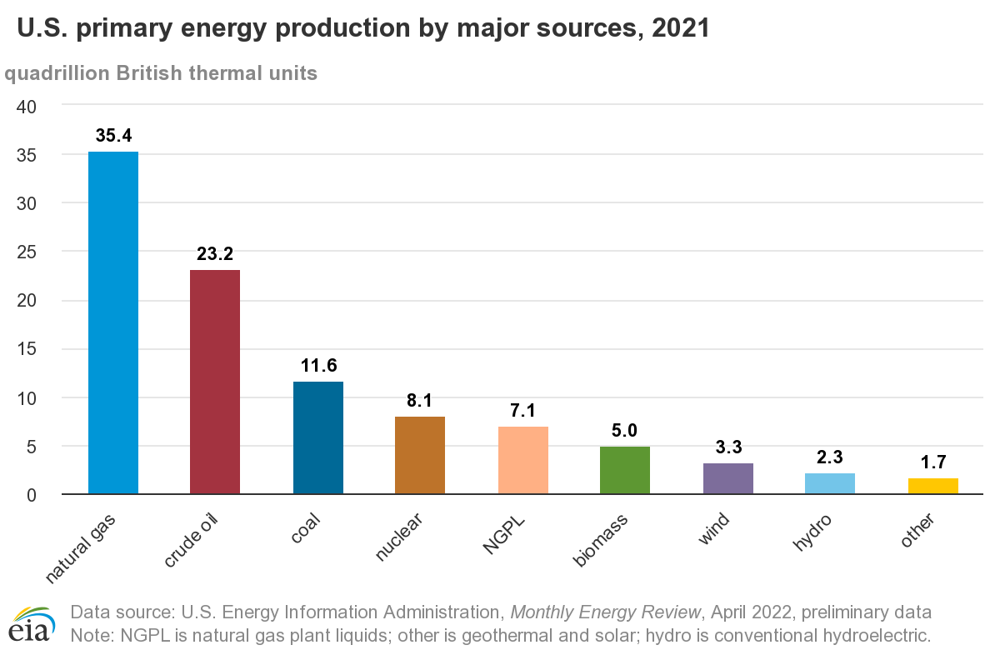 U.S. primary energy production by major sources, 2021
quadrillion British thermal units
40
35
30
25
20
15
10
5
0
35.4
23.2
11.6
8.1
7.1
5.0
3.3
2.3
1.7
natural gas
crude oil
coal
nuclear
NGPL
biomass
wind
hydro
other
eia
Data source: U.S. Energy Information Administration, Monthly Energy Review, April 2022, preliminary data
Note: NGPL is natural gas plant liquids; other is geothermal and solar; hydro is conventional hydroelectric.